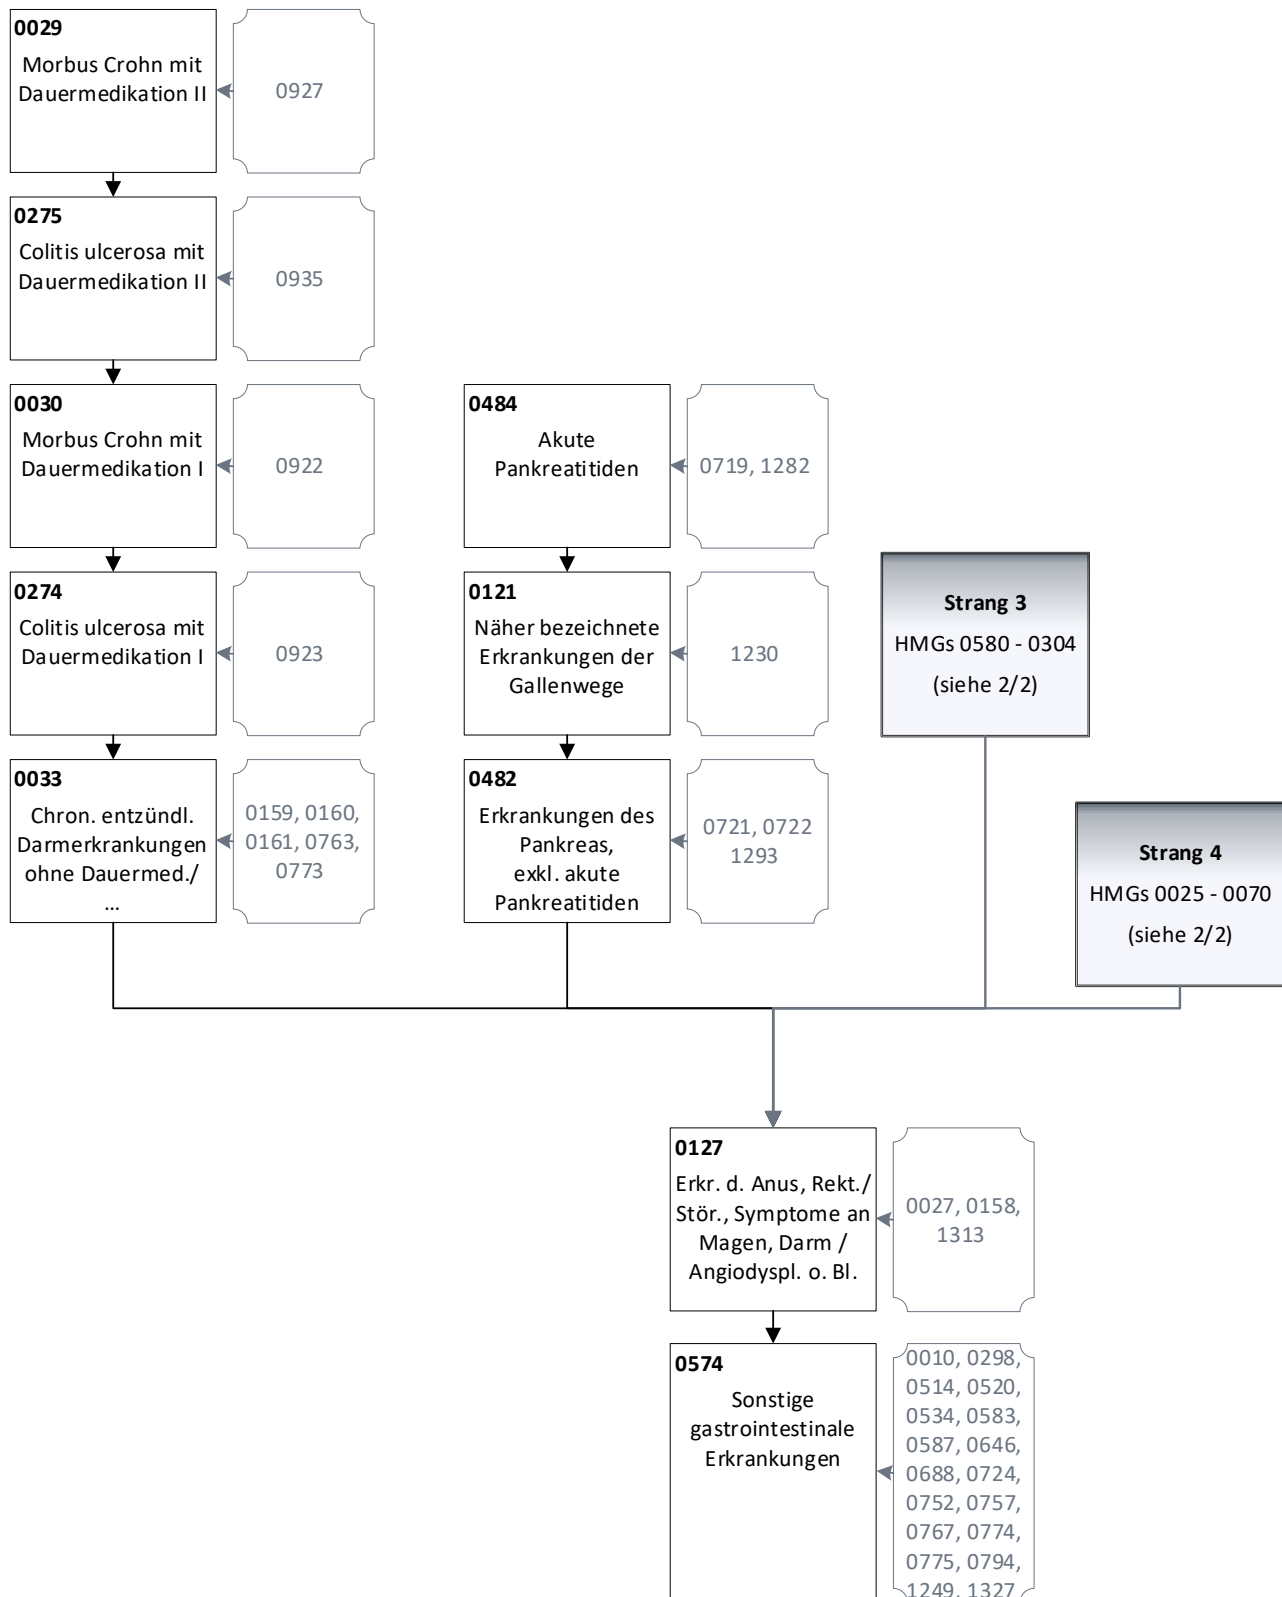 0029
Morbus Crohn mit
Dauermedikation II
0927
0275
Colitis ulcerosa mit
Dauermedikation II
0935
0030
Morbus Crohn mit
Dauermedikation I
0922
0484
Akute
Pankreatitiden
0719, 1282
0274
Colitis ulcerosa mit
Dauermedikation I
0923
0121
Näher bezeichnete
Erkrankungen der
Gallenwege
1230
Strang 3
HMGs 0580 - 0304
(siehe 2/2)
0033
Chron. entzündl.
Darmerkrankungen
ohne Dauermed./
...
0159, 0160,
0161, 0763,
0773
0482
Erkrankungen des
Pankreas,
exkl. akute
Pankreatitiden
0721, 0722
1293
Strang 4
HMGs 0025 - 0070
(siehe 2/2)
0127
Erkr. d. Anus, Rekt./
Stör., Symptome an
Magen, Darm /
Angiodyspl. o. Bl.
0027, 0158,
1313
0574
Sonstige
gastrointestinale
Erkrankungen
0010, 0298,
0514, 0520,
0534, 0583,
0587, 0646,
0688, 0724,
0752, 0757,
0767, 0774,
0775, 0794,
1249, 1327